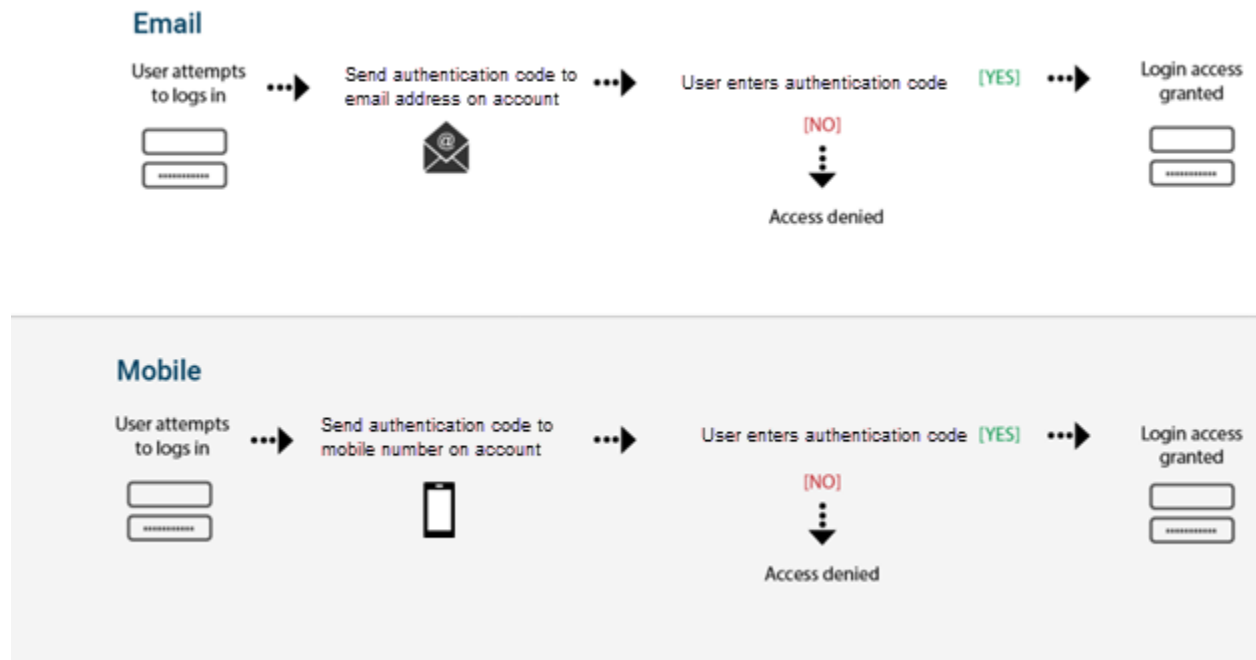 Email
User attempts
to logs in
Send authentication code to
email address on account
User enters authentication code
[YES]
Login access
granted
[NO]
Access denied
Mobile
User attempts
to logs in
Send authentication code to
mobile number on account
User enters authentication code
[YES]
Login access
granted
[NO]
Access denied